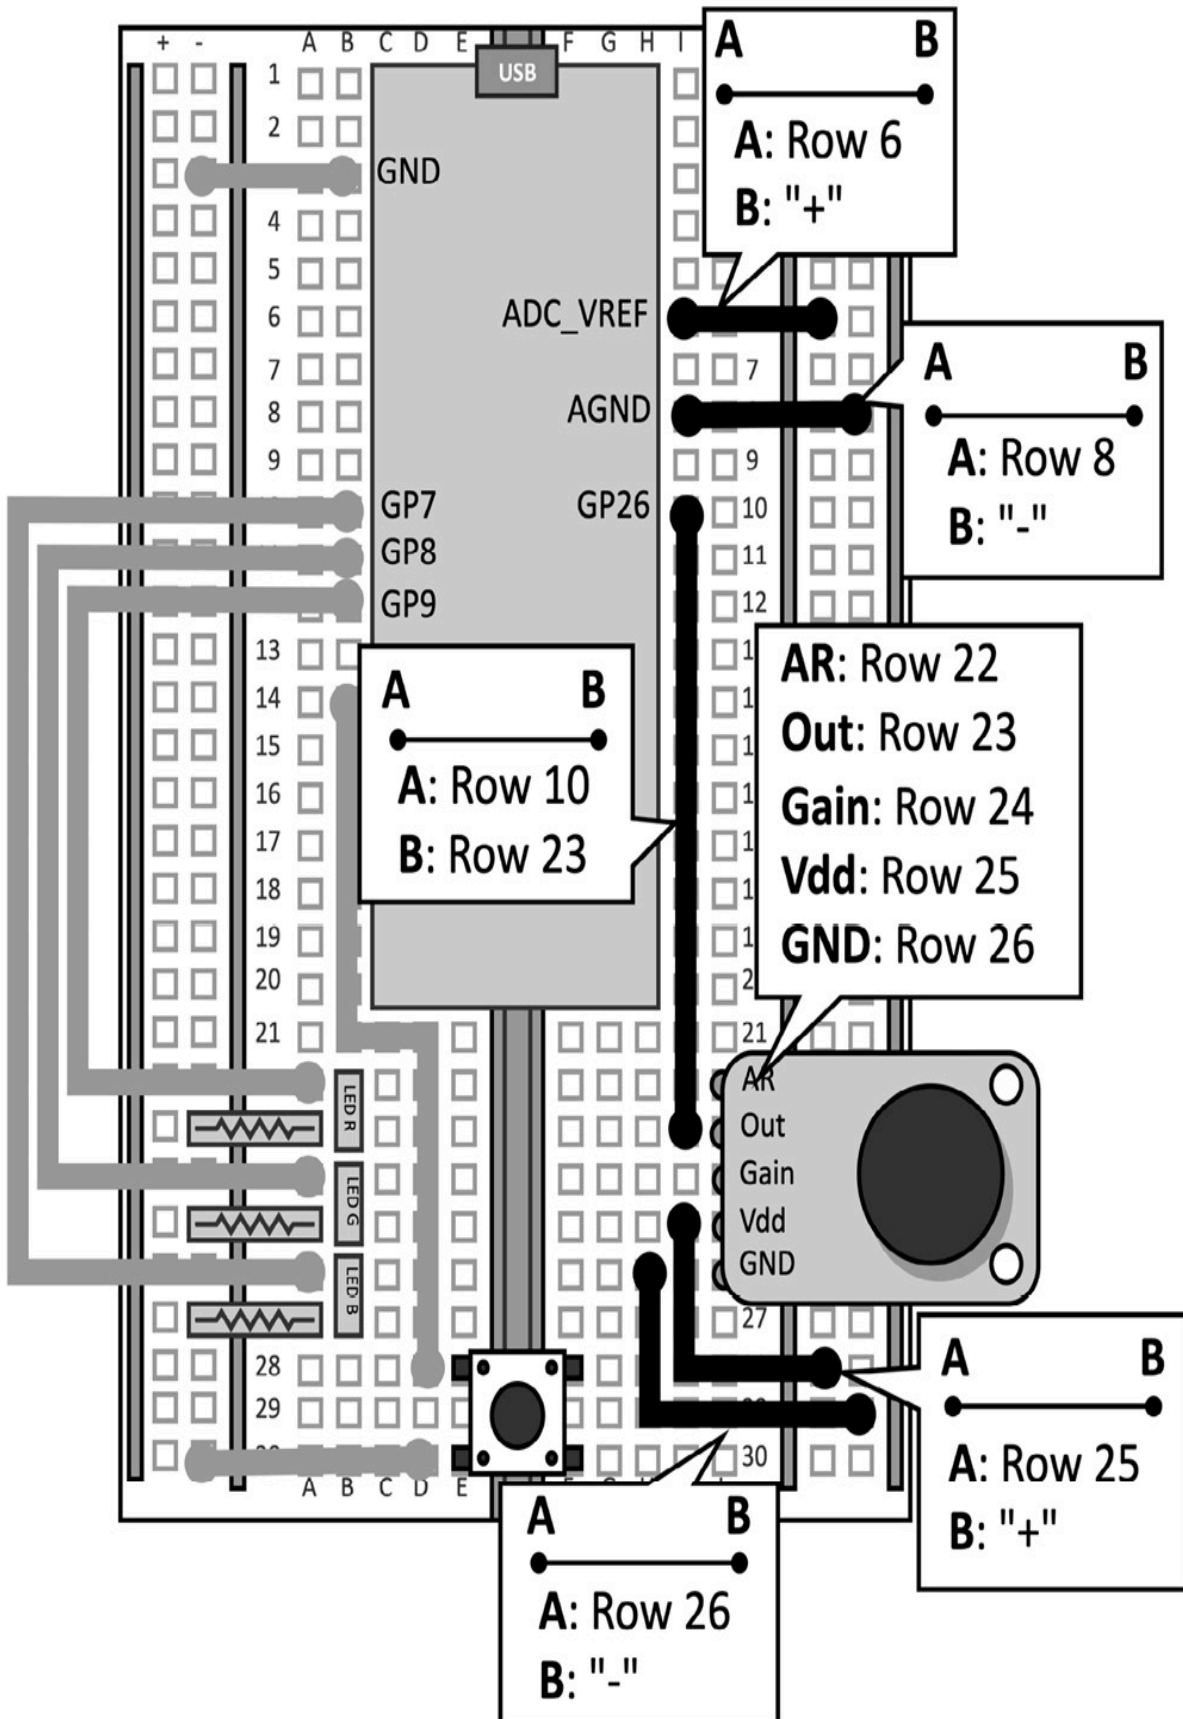 + - A B C D E F G H I
USB
1
2
GND
4
5
6 ADC_VREF
7 7
8 AGND
9 9
GP7 GP26 10
GP8 11
GP9 12
13
14
15
16
17
18
19
20
21 21
A B
A: Row 6
B: "+"
A B
A: Row 8
B: "-"
A B
A: Row 10
B: Row 23
AR: Row 22
Out: Row 23
Gain: Row 24
Vdd: Row 25
GND: Row 26
AR
Out
Gain
Vdd
GND
LED R
LED G
LED B
27
28
29
30
A B C D E
A B
A: Row 25
B: "+"
A B
A: Row 26
B: "-"